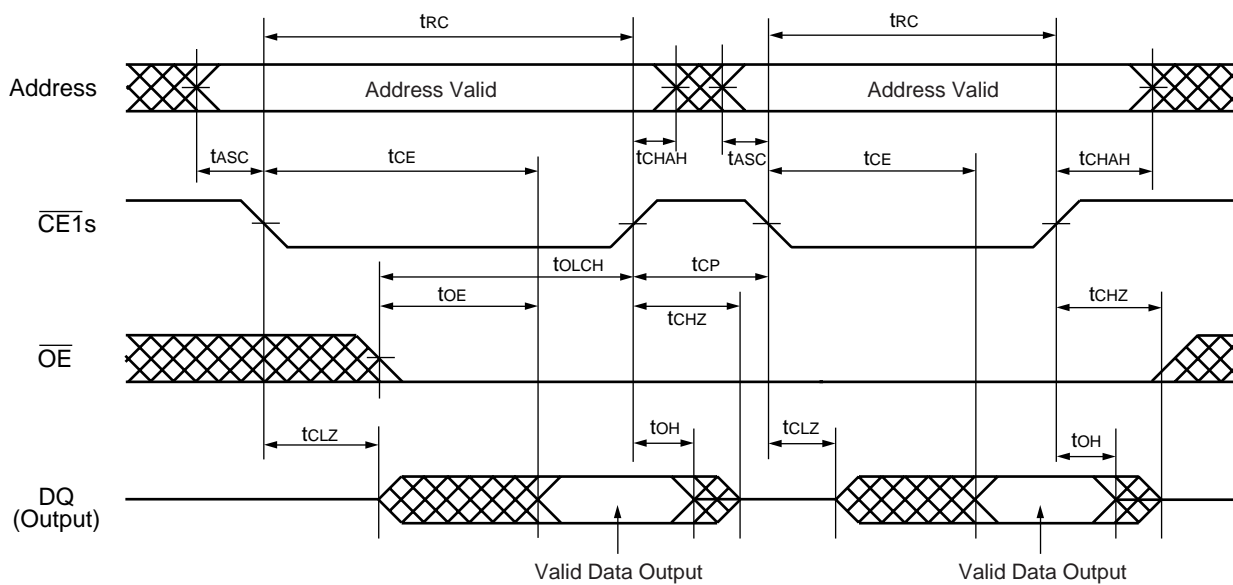 tRC tRC
Address Address Valid Address Valid
tASC tCE tCHAH tASC tCE tCHAH
CE1s
tOLCH tCP
tOE tCHZ tCHZ
OE
tCLZ tOH tCLZ tOH
DQ
(Output)
Valid Data Output Valid Data Output